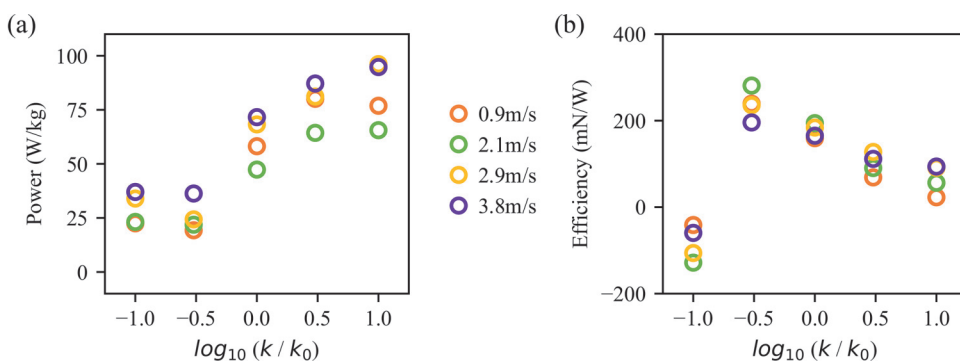 (a)
Power (W/kg)
100
75
50
25
0
−1.0 −0.5 0.0 0.5 1.0
log10 (k / k0)
0.9m/s
2.1m/s
2.9m/s
3.8m/s
(b)
Efficiency (mN/W)
400
200
0
−200
−1.0 −0.5 0.0 0.5 1.0
log10 (k / k0)